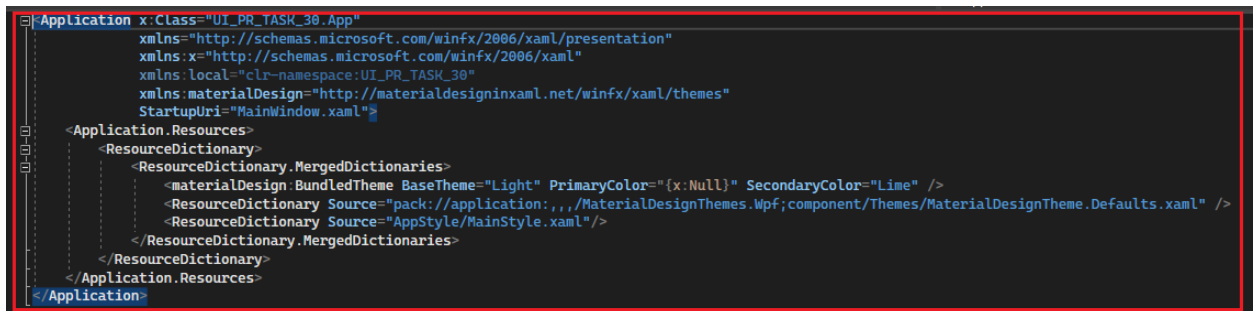 <Application x:Class="UI_PR_TASK_30.App"
xmlns="http://schemas.microsoft.com/winfx/2006/xaml/presentation"
xmlns:x="http://schemas.microsoft.com/winfx/2006/xaml"
xmlns:local="clr-namespace:UI_PR_TASK_30"
xmlns:materialDesign="http://materialdesigninxaml.net/winfx/xaml/themes"
StartupUri="MainWindow.xaml">
<Application.Resources>
<ResourceDictionary>
<ResourceDictionary.MergedDictionaries>
<materialDesign:BundledTheme BaseTheme="Light" PrimaryColor="{x:Null}" SecondaryColor="Lime" />
<ResourceDictionary Source="pack://application:,,,/MaterialDesignThemes.Wpf;component/Themes/MaterialDesignTheme.Defaults.xaml" />
<ResourceDictionary Source="AppStyle/MainStyle.xaml"/>
</ResourceDictionary.MergedDictionaries>
</ResourceDictionary>
</Application.Resources>
</Application>